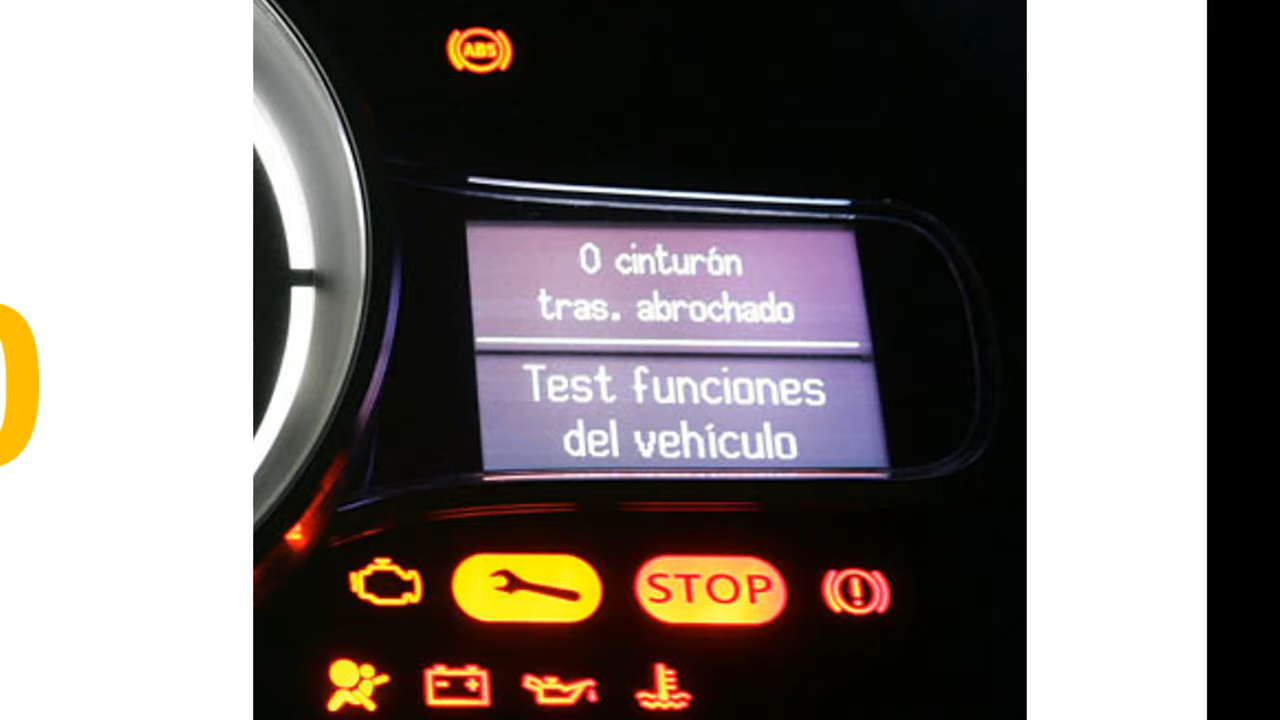 ABS
0 cinturón
tras. abrochado
Test funciones
del vehículo
STOP